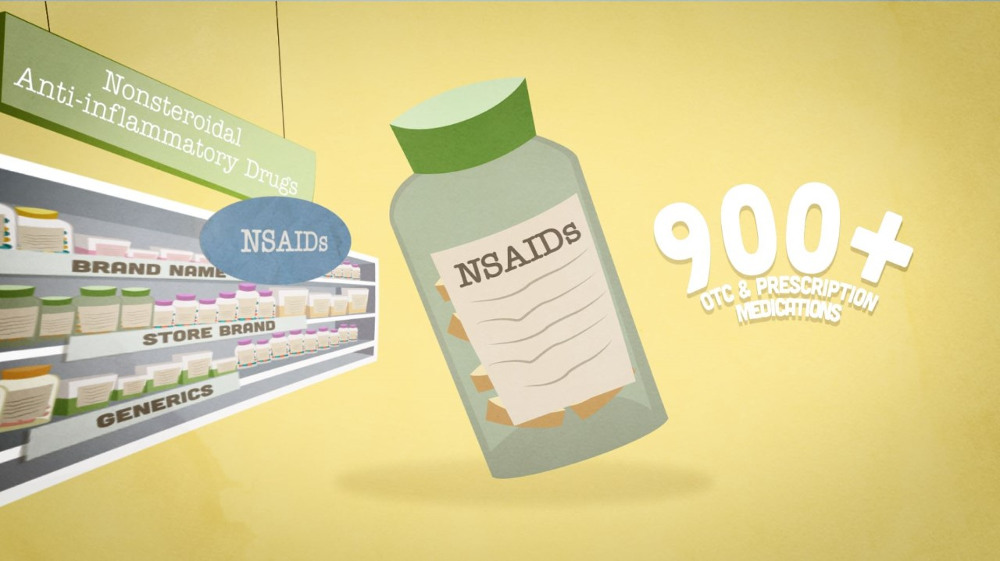 Nonsteroidal
Anti-inflammatory Drugs
NSAIDs
BRAND NAME
STORE BRAND
GENERICS
NSAIDs
900+
OTC & PRESCRIPTION
MEDICATIONS